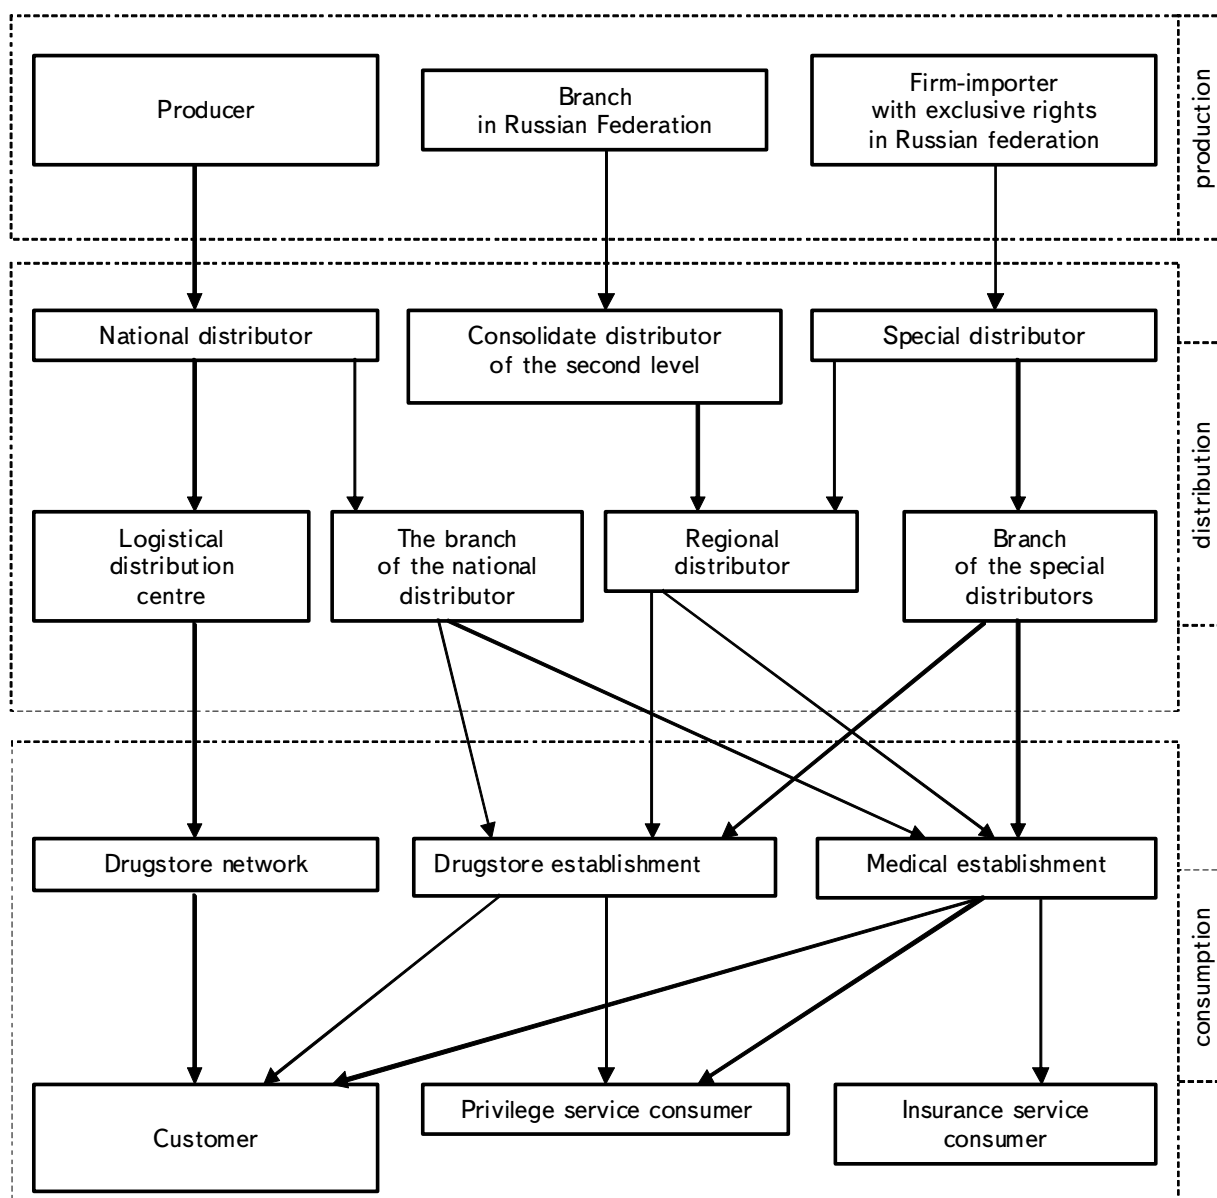 Producer
Branch
in Russian Federation
Firm-importer
with exclusive rights
in Russian federation
production
National distributor
Consolidate distributor
of the second level
Special distributor
distribution
Logistical
distribution
centre
The branch
of the national
distributor
Regional
distributor
Branch
of the special
distributors
Drugstore network
Drugstore establishment
Medical establishment
consumption
Customer
Privilege service consumer
Insurance service
consumer